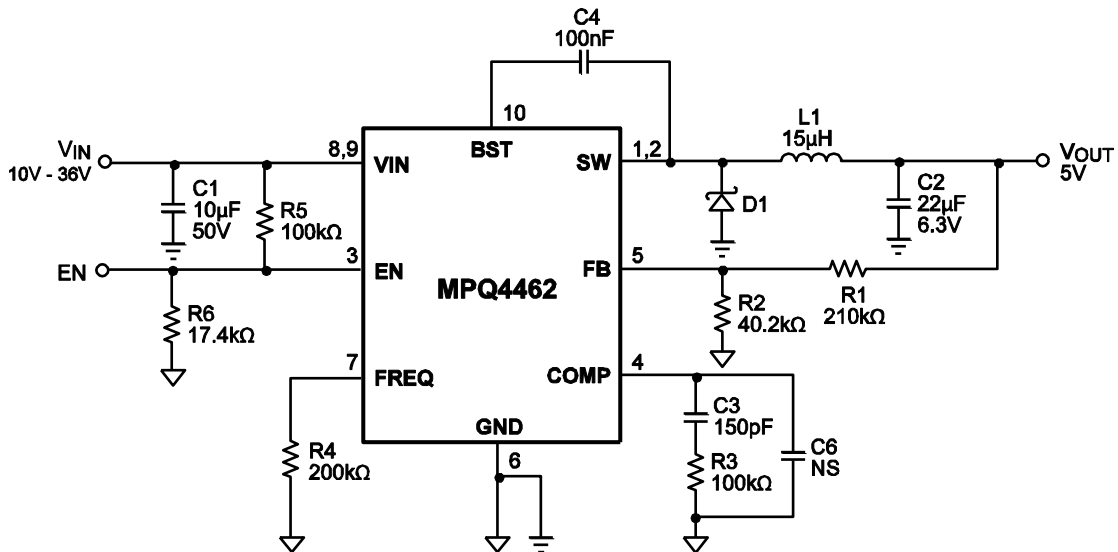 C4
100nF
10
BST
VIN
10V - 36V
8,9
VIN
SW
1,2
L1
15µH
VOUT
5V
C1
10µF
50V
R5
100kΩ
D1
C2
22µF
6.3V
EN
3
EN
FB
5
MPQ4462
R1
210kΩ
R2
40.2kΩ
R6
17.4kΩ
7
FREQ
COMP
4
C3
150pF
GND
6
R4
200kΩ
R3
100kΩ
C6
NS